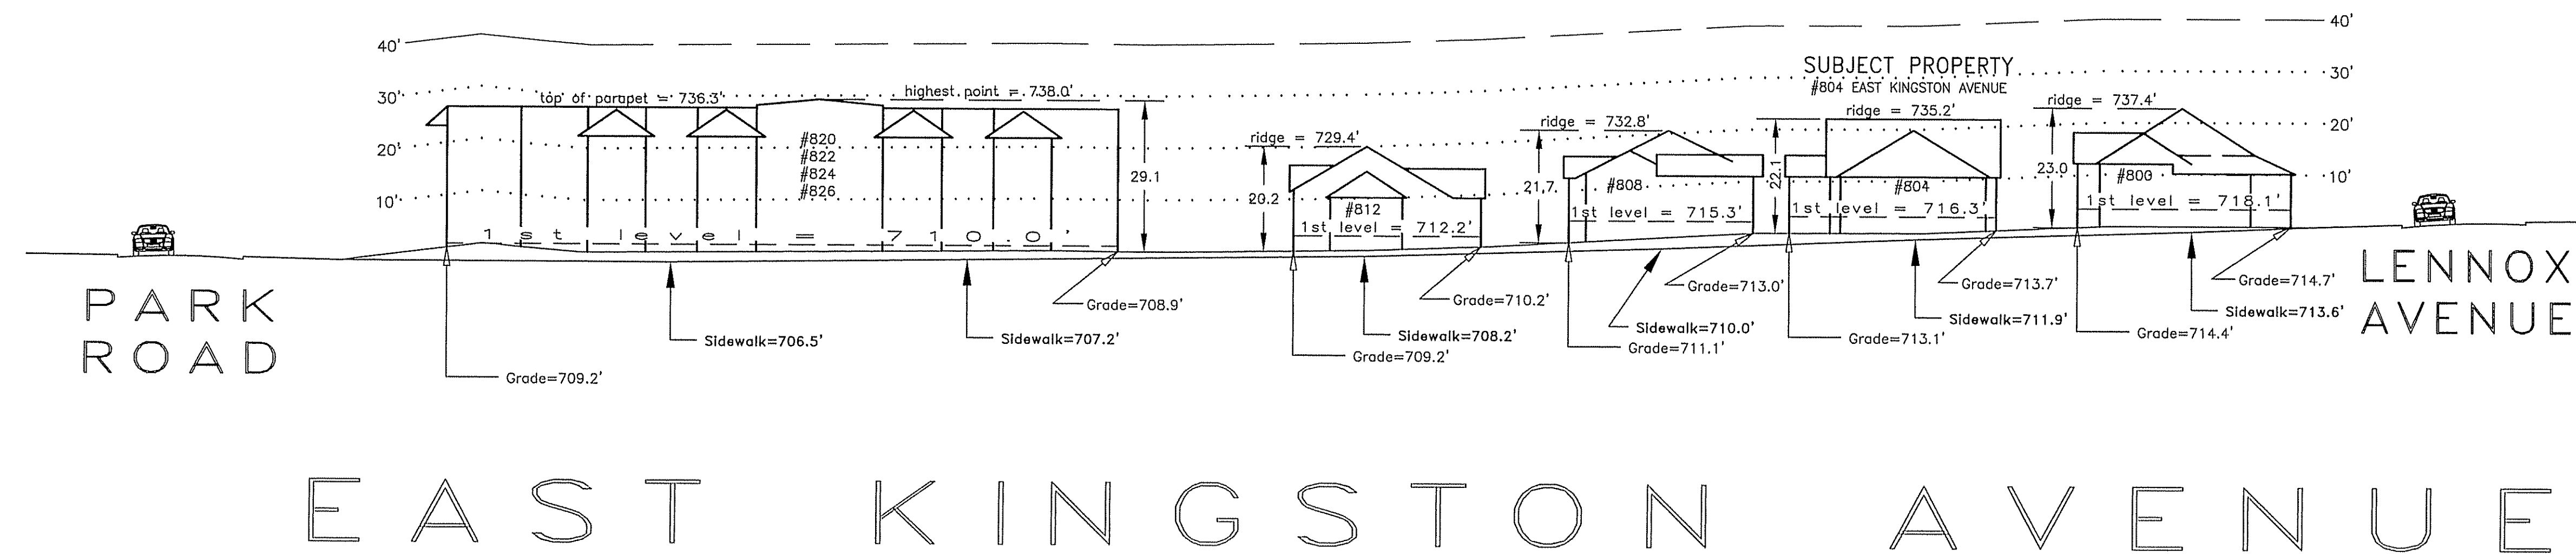 40'
40'
SUBJECT PROPERTY
#804 EAST KINGSTON AVENUE
30'
30'
top of parapet = 736.3'
highest point = 738.0'
ridge = 729.4'
ridge = 732.8'
ridge = 735.2'
ridge = 737.4'
20'
20'
10'
10'
#820
#822
#824
#826
29.1
20.2
21.7
22.1
23.0
#812
#808
#804
#800
1st level = 710.0'
1st level = 712.2'
1st level = 715.3'
1st level = 716.3'
1st level = 718.1'
PARK
ROAD
LENNOX
AVENUE
Grade=709.2'
Sidewalk=706.5'
Sidewalk=707.2'
Grade=708.9'
Grade=709.2'
Sidewalk=708.2'
Grade=710.2'
Grade=711.1'
Sidewalk=710.0'
Grade=713.0'
Grade=713.1'
Sidewalk=711.9'
Grade=713.7'
Grade=714.4'
Sidewalk=713.6'
Grade=714.7'
EAST KINGSTON AVENUE